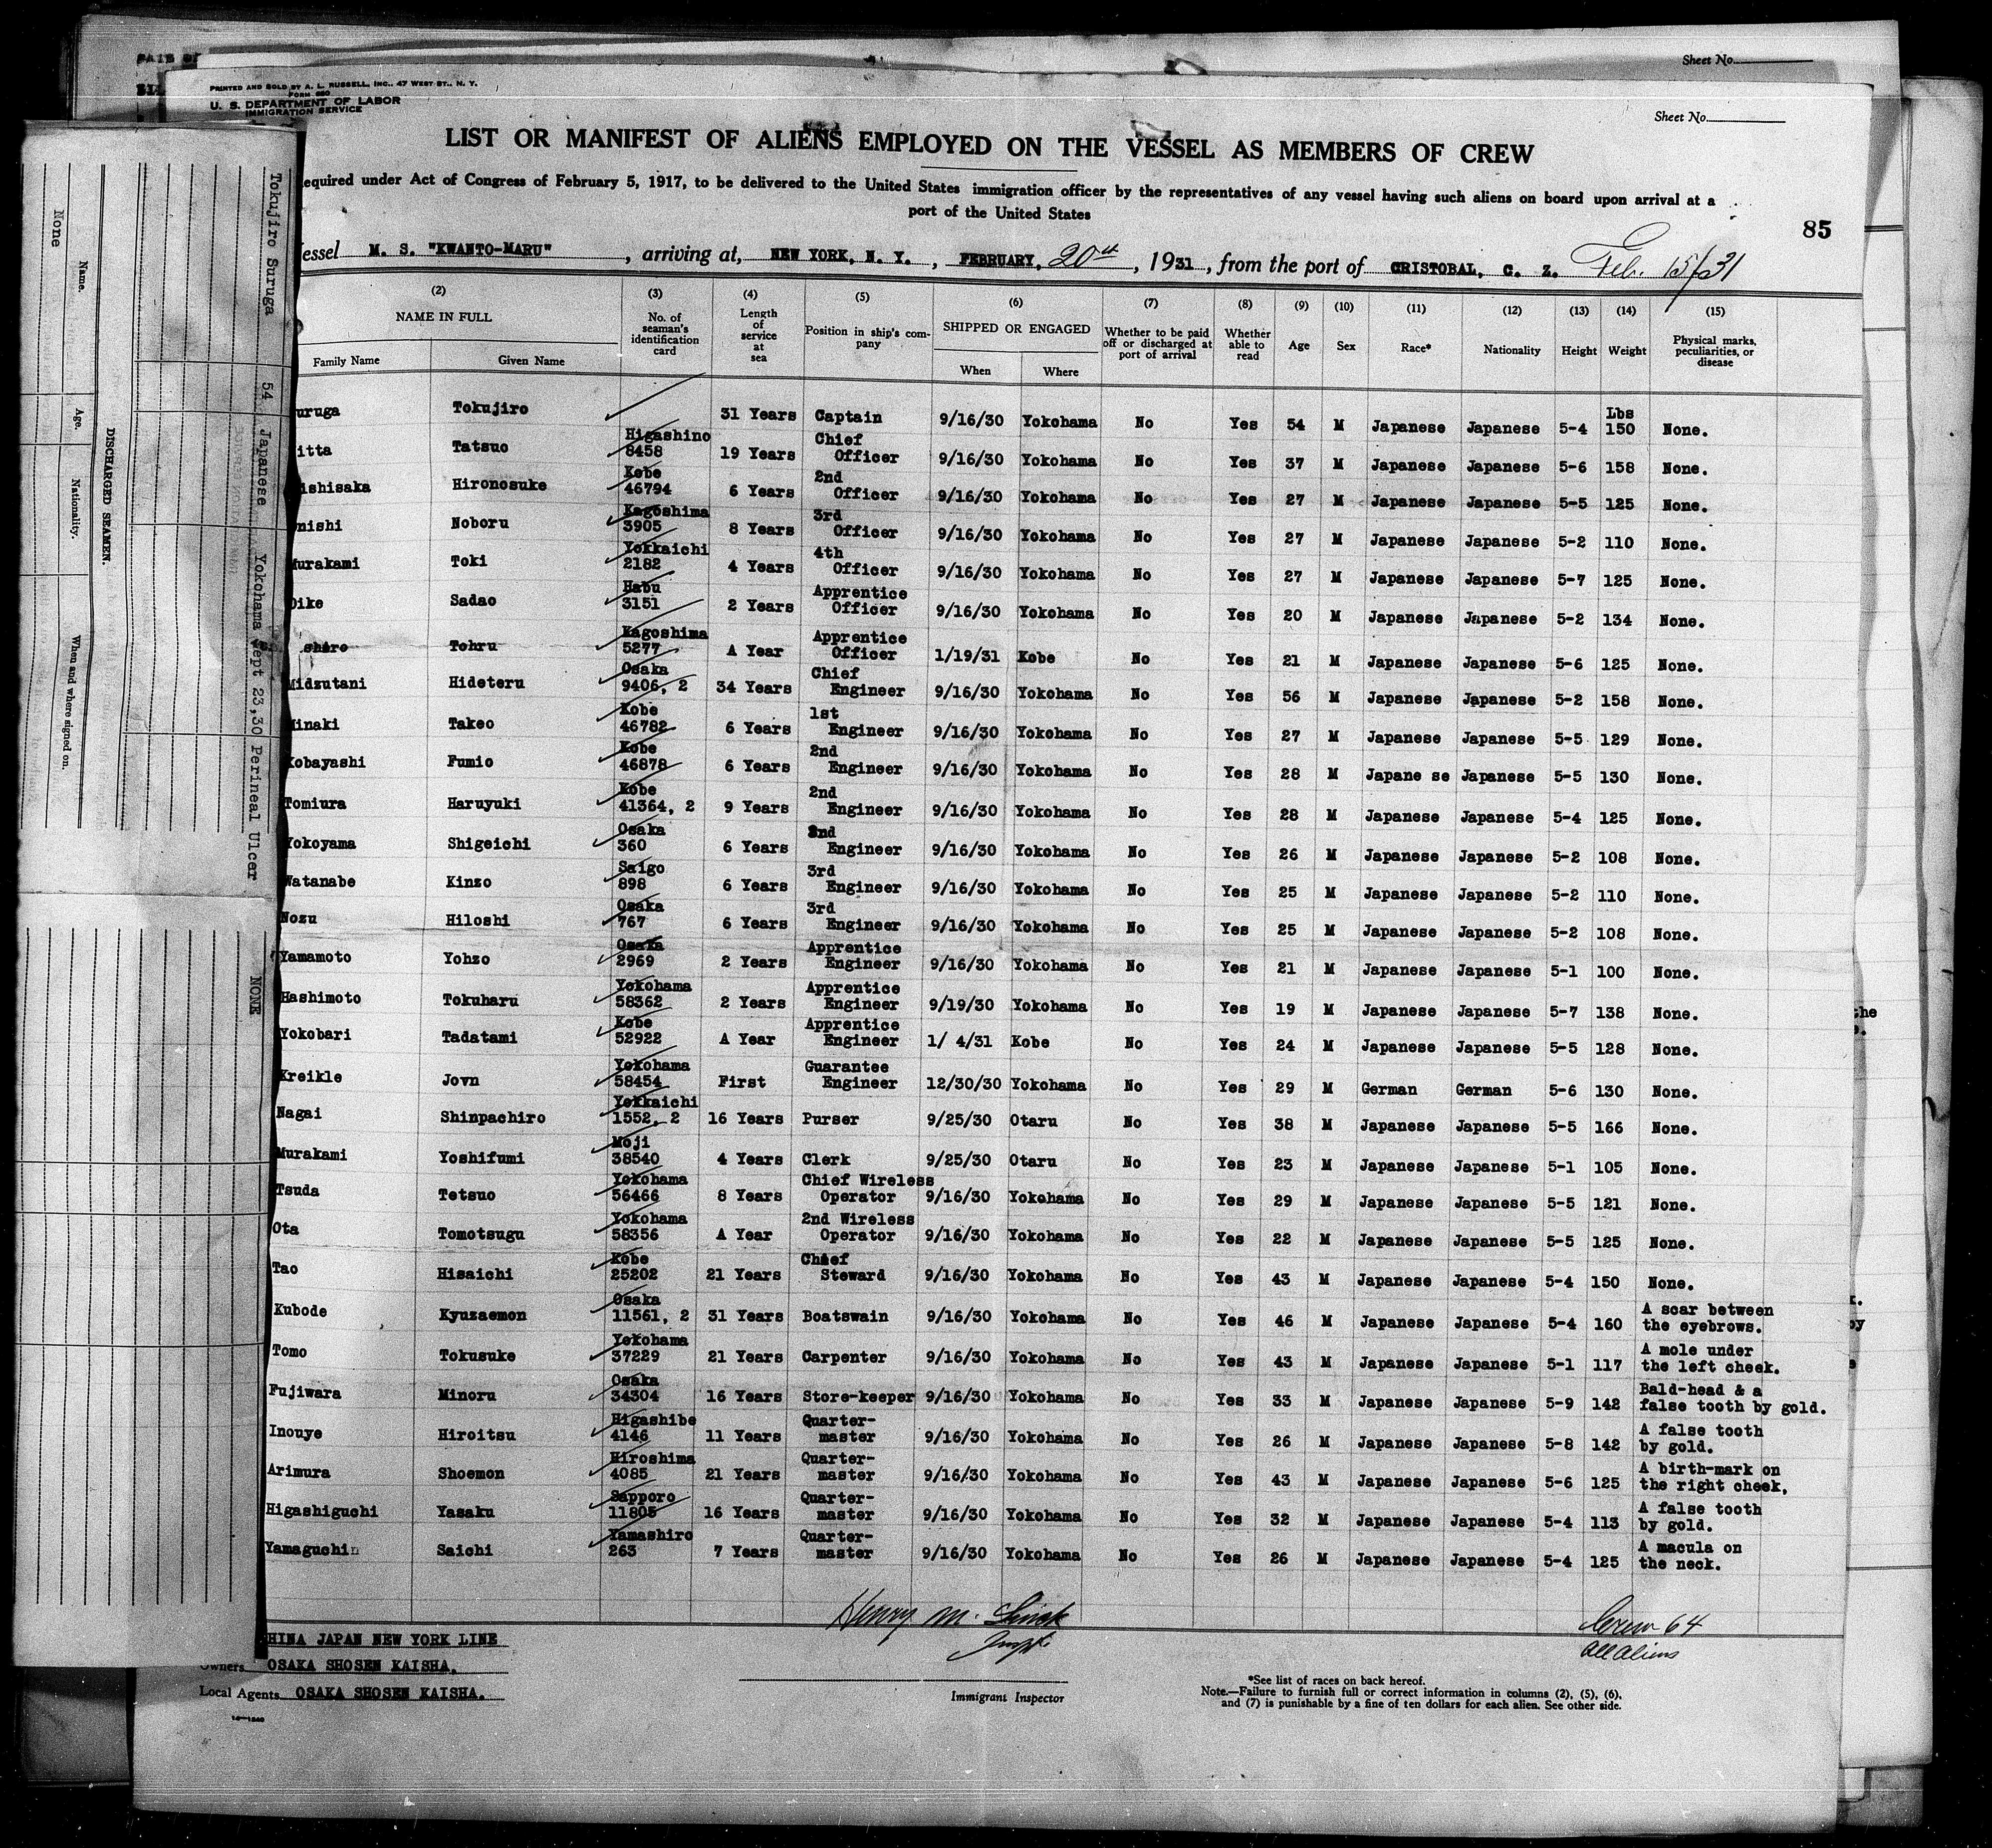 Sheet No.
PRINTED AND SOLD BY A. L. RUSSELL, INC., 47 WEST ST., N. Y.
FORM 680
U. S. DEPARTMENT OF LABOR
IMMIGRATION SERVICE
Sheet No.
LIST OR MANIFEST OF ALIENS EMPLOYED ON THE VESSEL AS MEMBERS OF CREW
equired under Act of Congress of February 5, 1917, to be delivered to the United States immigration officer by the representatives of any vessel having such aliens on board upon arrival at a
port of the United States
85
essel M. S. "KWANTO-MARU", arriving at, NEW YORK, N. Y., FEBRUARY, 20th, 1931, from the port of CRISTOBAL, C. Z. Feb. 15/31
(2) (3) (4) (5) (6) (7) (8) (9) (10) (11) (12) (13) (14) (15)
NAME IN FULL No. of seaman's identification card Length of service at sea Position in ship's company SHIPPED OR ENGAGED Whether to be paid off or discharged at port of arrival Whether able to read Age Sex Race* Nationality Height Weight Physical marks, peculiarities, or disease
Family Name Given Name When Where
uruga Tokujiro 31 Years Captain 9/16/30 Yokohama No Yes 54 M Japanese Japanese 5-4 Lbs 150 None.
itta Tatsuo Higashino 8458 19 Years Chief Officer 9/16/30 Yokohama No Yes 37 M Japanese Japanese 5-6 158 None.
ishisaka Hironosuke Kobe 46794 6 Years 2nd Officer 9/16/30 Yokohama No Yes 27 M Japanese Japanese 5-5 125 None.
nishi Noboru Kagoshima 3905 8 Years 3rd Officer 9/16/30 Yokohama No Yes 27 M Japanese Japanese 5-2 110 None.
Murakami Toki Yokkaichi 2182 4 Years 4th Officer 9/16/30 Yokohama No Yes 27 M Japanese Japanese 5-7 125 None.
Oike Sadao Habu 3151 2 Years Apprentice Officer 9/16/30 Yokohama No Yes 20 M Japanese Japanese 5-2 134 None.
shiro Tohru Kagoshima 5277 A Year Apprentice Officer 1/19/31 Kobe No Yes 21 M Japanese Japanese 5-6 125 None.
Midzutani Hideteru Osaka 9406, 2 34 Years Chief Engineer 9/16/30 Yokohama No Yes 56 M Japanese Japanese 5-2 158 None.
Minaki Takeo Kobe 46782 6 Years 1st Engineer 9/16/30 Yokohama No Yes 27 M Japanese Japanese 5-5 129 None.
Kobayashi Fumio Kobe 46878 6 Years 2nd Engineer 9/16/30 Yokohama No Yes 28 M Japane se Japanese 5-5 130 None.
Tomiura Haruyuki Kobe 41364, 2 9 Years 2nd Engineer 9/16/30 Yokohama No Yes 28 M Japanese Japanese 5-4 125 None.
Yokoyama Shigeichi Osaka 360 6 Years 2nd Engineer 9/16/30 Yokohama No Yes 26 M Japanese Japanese 5-2 108 None.
Watanabe Kinzo Saigo 898 6 Years 3rd Engineer 9/16/30 Yokohama No Yes 25 M Japanese Japanese 5-2 110 None.
Nozu Hiloshi Osaka 767 6 Years 3rd Engineer 9/16/30 Yokohama No Yes 25 M Japanese Japanese 5-2 108 None.
Yamamoto Yohzo Osaka 2969 2 Years Apprentice Engineer 9/16/30 Yokohama No Yes 21 M Japanese Japanese 5-1 100 None.
Hashimoto Tokuharu Yokohama 58362 2 Years Apprentice Engineer 9/19/30 Yokohama No Yes 19 M Japanese Japanese 5-7 138 None.
Yokobari Tadatami Kobe 52922 A Year Apprentice Engineer 1/ 4/31 Kobe No Yes 24 M Japanese Japanese 5-5 128 None.
Kreikle Jovn Yokohama 58454 First Guarantee Engineer 12/30/30 Yokohama No Yes 29 M German German 5-6 130 None.
Nagai Shinpachiro Yokkaichi 1552, 2 16 Years Purser 9/25/30 Otaru No Yes 38 M Japanese Japanese 5-5 166 None.
Murakami Yoshifumi Moji 38540 4 Years Clerk 9/25/30 Otaru No Yes 23 M Japanese Japanese 5-1 105 None.
Tsuda Tetsuo Yokohama 56466 8 Years Chief Wireless Operator 9/16/30 Yokohama No Yes 29 M Japanese Japanese 5-5 121 None.
Ota Tomotsugu Yokohama 58356 A Year 2nd Wireless Operator 9/16/30 Yokohama No Yes 22 M Japanese Japanese 5-5 125 None.
Tao Hisaichi Kobe 25202 21 Years Chief Steward 9/16/30 Yokohama No Yes 43 M Japanese Japanese 5-4 150 None.
Kubode Kyuzaemon Osaka 11561, 2 31 Years Boatswain 9/16/30 Yokohama No Yes 46 M Japanese Japanese 5-4 160 A scar between the eyebrows.
Tomo Tokusuke Yokohama 37229 21 Years Carpenter 9/16/30 Yokohama No Yes 43 M Japanese Japanese 5-1 117 A mole under the left cheek.
Fujiwara Minoru Osaka 34304 16 Years Store-keeper 9/16/30 Yokohama No Yes 33 M Japanese Japanese 5-9 142 Bald-head & a false tooth by gold.
Inouye Hiroitsu Higashibe 4146 11 Years Quarter-master 9/16/30 Yokohama No Yes 26 M Japanese Japanese 5-8 142 A false tooth by gold.
Arimura Shoemon Hiroshima 4085 21 Years Quarter-master 9/16/30 Yokohama No Yes 43 M Japanese Japanese 5-6 125 A birth-mark on the right cheek.
Higashiguchi Yasaku Sapporo 11805 16 Years Quarter-master 9/16/30 Yokohama No Yes 32 M Japanese Japanese 5-4 113 A false tooth by gold.
Yamaguchin Saichi Yamashiro 263 7 Years Quarter-master 9/16/30 Yokohama No Yes 26 M Japanese Japanese 5-4 125 A macula on the neck.
Henry M.
Crew 64
All aliens
HINA JAPAN NEW YORK LINE
Owners OSAKA SHOSEN KAISHA.
Local Agents OSAKA SHOSEN KAISHA.
Immigrant Inspector
*See list of races on back hereof.
Note.—Failure to furnish full or correct information in columns (2), (5), (6),
and (7) is punishable by a fine of ten dollars for each alien. See other side.
DISCHARGED SEAMEN.
Name. Age. Nationality. When and where signed on.
None
Tokujiro Suruga 54 Japanese Yokohama Sept 23,30 Perineal Ulcer
NONE